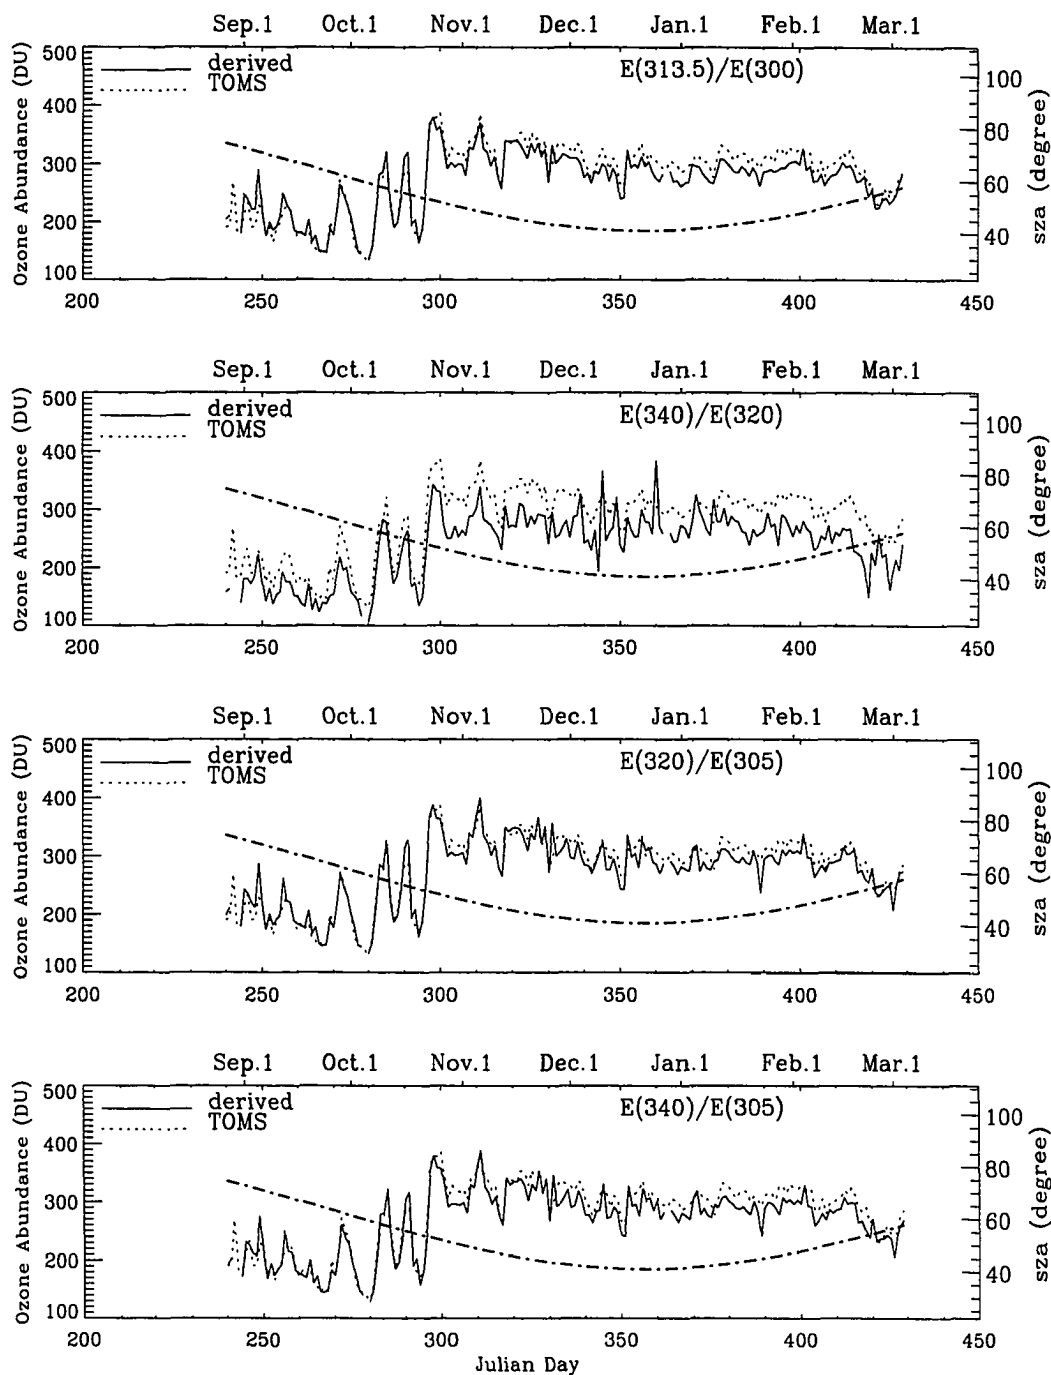 Sep.1 Oct.1 Nov.1 Dec.1 Jan.1 Feb.1 Mar.1
Ozone Abundance (DU)
500
400
300
200
100
derived
TOMS
E(313.5)/E(300)
100
80
60
40
sza (degree)
200 250 300 350 400 450
Sep.1 Oct.1 Nov.1 Dec.1 Jan.1 Feb.1 Mar.1
Ozone Abundance (DU)
500
400
300
200
100
derived
TOMS
E(340)/E(320)
100
80
60
40
sza (degree)
200 250 300 350 400 450
Sep.1 Oct.1 Nov.1 Dec.1 Jan.1 Feb.1 Mar.1
Ozone Abundance (DU)
500
400
300
200
100
derived
TOMS
E(320)/E(305)
100
80
60
40
sza (degree)
200 250 300 350 400 450
Sep.1 Oct.1 Nov.1 Dec.1 Jan.1 Feb.1 Mar.1
Ozone Abundance (DU)
500
400
300
200
100
derived
TOMS
E(340)/E(305)
100
80
60
40
sza (degree)
200 250 300 350 400 450
Julian Day